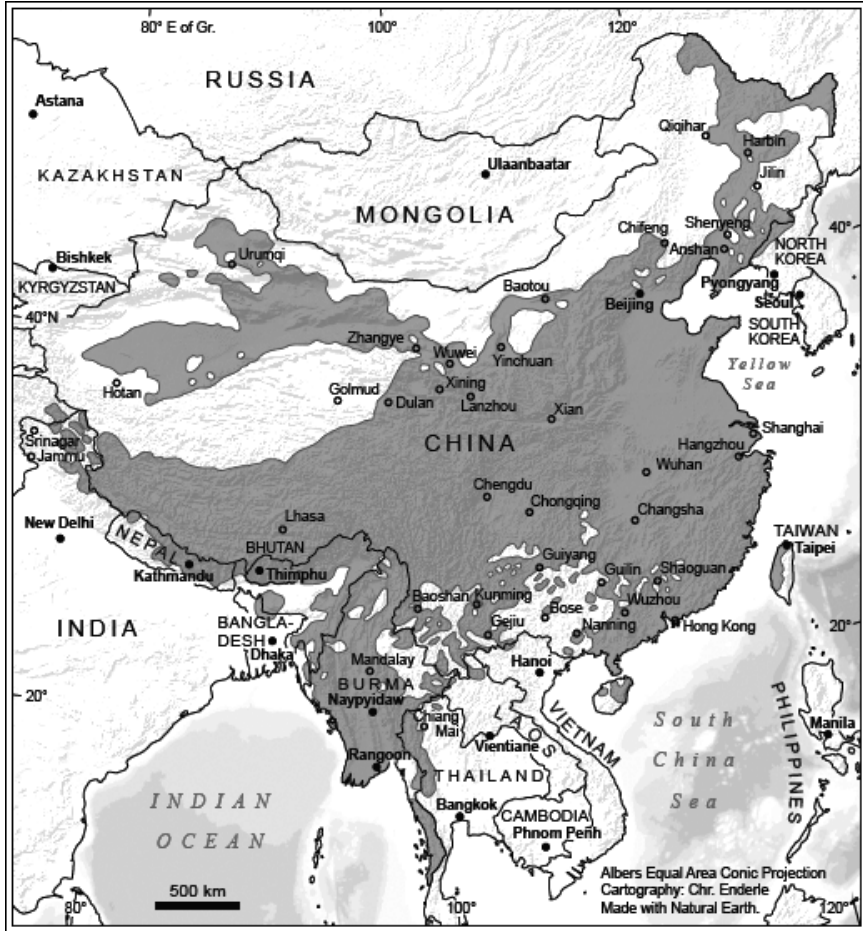 80° E of Gr.
100°
120°
RUSSIA
Astana
Qiqihar
Harbin
Ulaanbaatar
Jilin
KAZAKHSTAN
MONGOLIA
40°
Shenyeng
Chifeng
Urumqi
Anshan
NORTH
KOREA
Bishkek
Pyongyang
KYRGYZSTAN
Baotou
Beijing
Seoul
40°N
SOUTH
KOREA
Zhangye
Wuwei
Yinchuan
Yellow
Sea
Hotan
Golmud
Xining
Dulan
Lanzhou
Xian
Srinagar
CHINA
Shanghai
Jammu
Hangzhou
Wuhan
Chengdu
Chongqing
Changsha
Lhasa
New Delhi
NEPAL
BHUTAN
TAIWAN
Taipei
Guiyang
Kathmandu
Thimphu
Guilin
Shaoguan
Baoshan
Kunming
Bose
Wuzhou
INDIA
BANGLA-
DESH
Gejiu
Nanning
Hong Kong
20°
Dhaka
Mandalay
Hanoi
BURMA
20°
Naypyidaw
Chiang
Mai
LAOS
VIETNAM
South
China
Sea
PHILIPPINES
Manila
Vientiane
Rangoon
THAILAND
INDIAN
OCEAN
Bangkok
CAMBODIA
Phnom Penh
500 km
Albers Equal Area Conic Projection
Cartography: Chr. Enderle
Made with Natural Earth.
80°
100°
120°